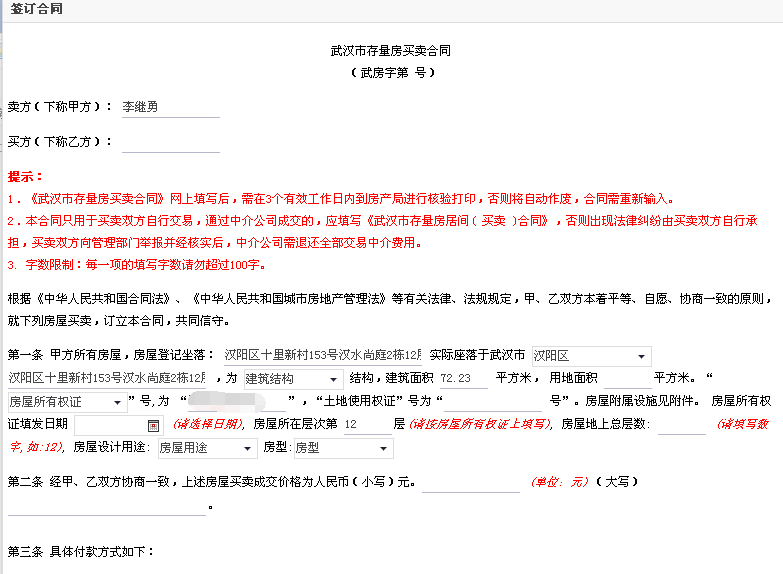 签订合同
武汉市存量房买卖合同
（武房字第 号）
卖方(下称甲方)： 李继勇
买方(下称乙方)：
提示：
1．《武汉市存量房买卖合同》网上填写后，需在3个有效工作日内到房产局进行核验打印，否则将自动作废，合同需重新输入。
2．本合同只用于买卖双方自行交易，通过中介公司成交的，应填写《武汉市存量房居间(买卖 )合同》，否则出现法律纠纷由买卖双方自行承
担，买卖双方向管理部门举报并经核实后，中介公司需退还全部交易中介费用。
3. 字数限制：每一项的填写字数请勿超过100字。
根据《中华人民共和国合同法》、《中华人民共和国城市房地产管理法》等有关法律、法规规定，甲、乙双方本着平等、自愿、协商一致的原则，
就下列房屋买卖，订立本合同，共同信守。
第一条 甲方所有房屋，房屋登记坐落： 汉阳区十里新村153号汉水尚庭2栋12层 实际座落于武汉市 汉阳区
汉阳区十里新村153号汉水尚庭2栋12层 ，为 建筑结构 结构，建筑面积 72.23 平方米， 用地面积 平方米。“
房屋所有权证 ”号,为 “ ”，“土地使用权证”号为“ 号”。房屋附属设施见附件。 房屋所有权
证填发日期 (请选择日期), 房屋所在层次第 12 层(请按房屋所有权证上填写), 房屋地上总层数: (请填写数
字,如:12), 房屋设计用途: 房屋用途 房型: 房型
第二条 经甲、乙双方协商一致，上述房屋买卖成交价格为人民币(小写)元。 (单位: 元)(大写)
。
第三条 具体付款方式如下：